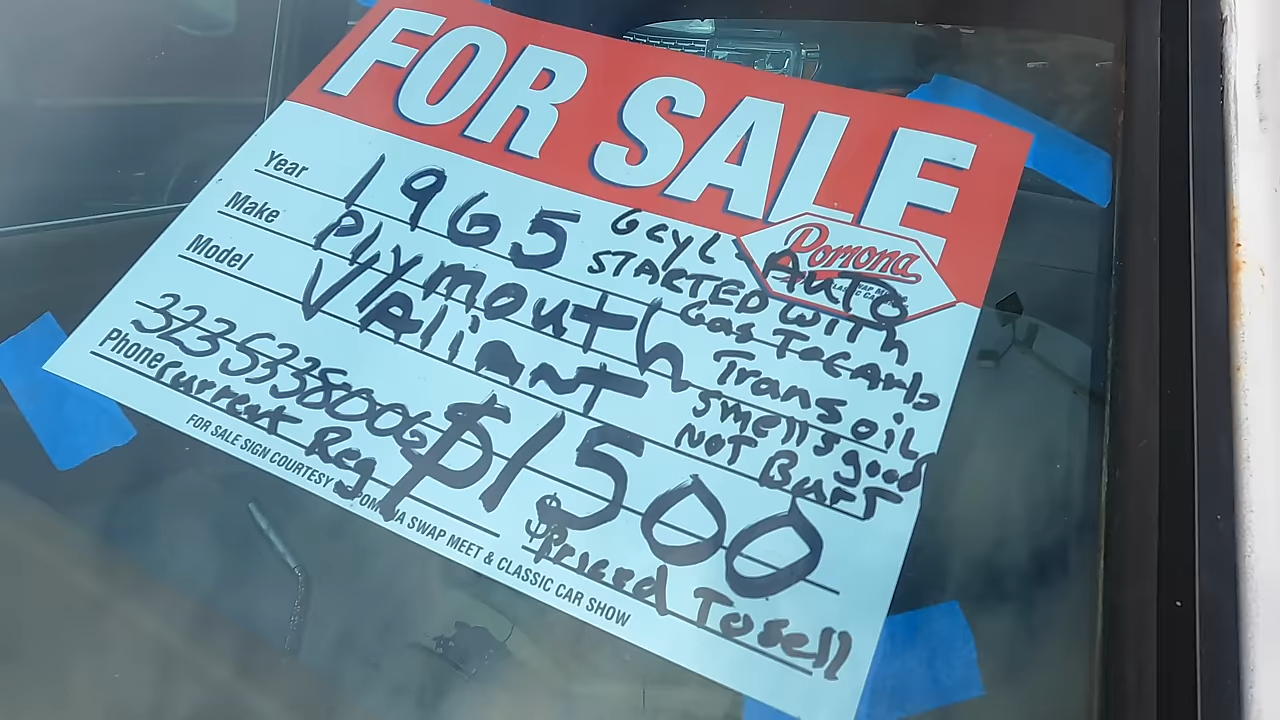 FOR SALE
Pomona
Year 1965 6cyl. Auto
Make Plymouth STARTED WITH
Gas To Carb
Model VAliant Trans oil
smells good
NOT Burt
3235338006 $1500
Phone Current Reg $Priced To Sell
FOR SALE SIGN COURTESY POMONA SWAP MEET & CLASSIC CAR SHOW